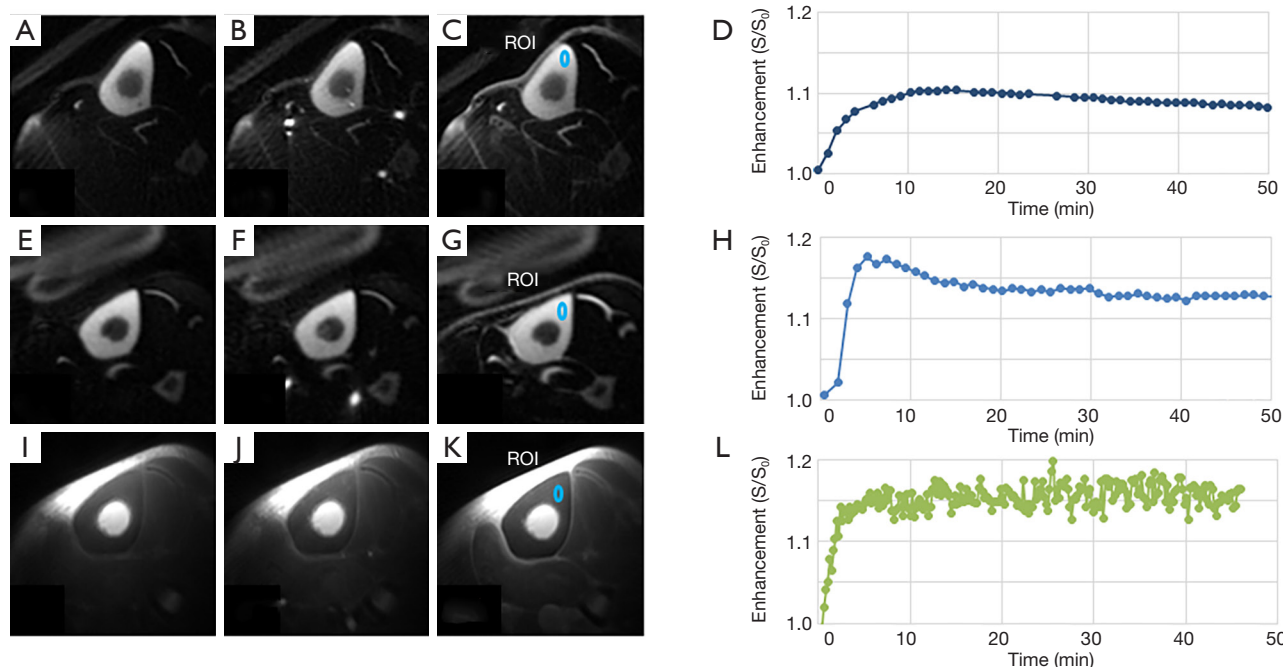 A
B
C
ROI
D
Enhancement (S/S₀)
1.2
1.1
1.0
0 10 20 30 40 50
Time (min)
E
F
G
ROI
H
Enhancement (S/S₀)
1.2
1.1
1.0
0 10 20 30 40 50
Time (min)
I
J
K
ROI
L
Enhancement (S/S₀)
1.2
1.1
1.0
0 10 20 30 40 50
Time (min)